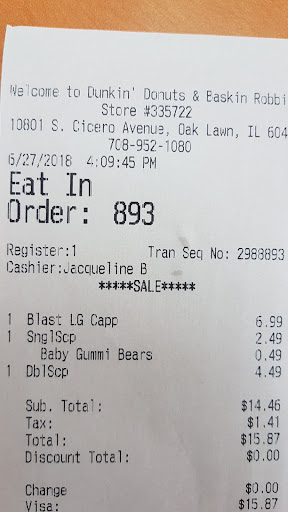 Welcome to Dunkin' Donuts & Baskin Robbi
Store #335722
10801 S. Cicero Avenue, Oak Lawn, IL 604
708-952-1080
6/27/2018 4:09:45 PM
Eat In
Order: 893
Register:1 Tran Seq No: 2988893
Cashier:Jacqueline B
*****SALE*****
1 Blast LG Capp 6.99
1 SnglScp 2.49
Baby Gummi Bears 0.49
1 DblScp 4.49
Sub. Total: $14.46
Tax: $1.41
Total: $15.87
Discount Total: $0.00
Change $0.00
Visa: $15.87